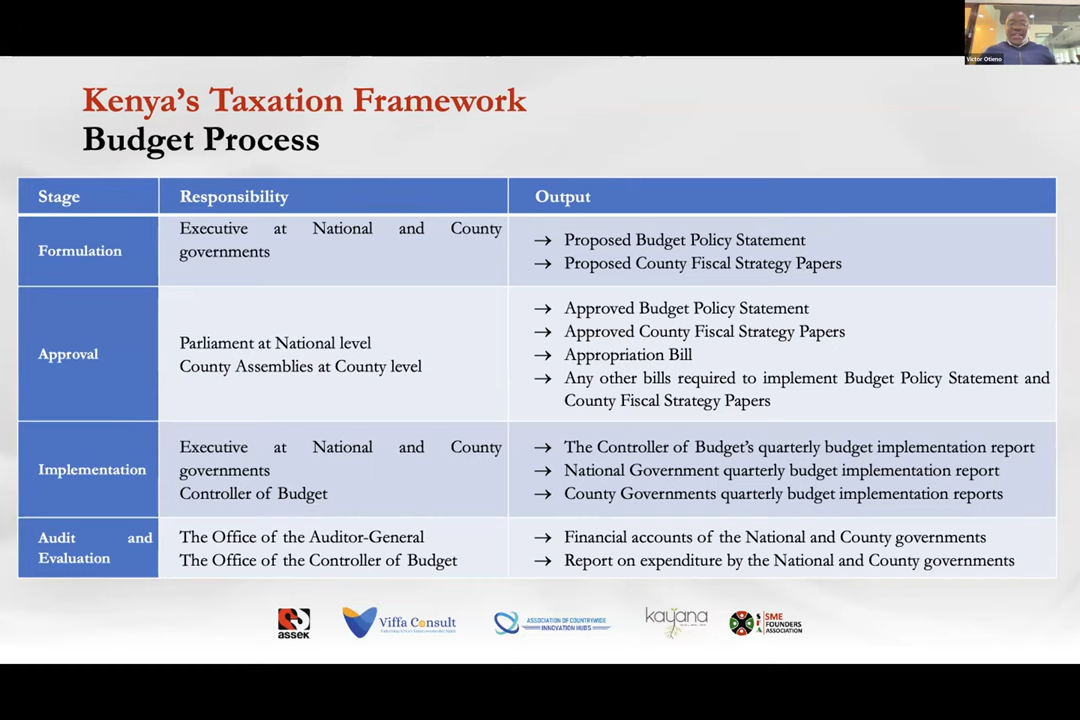 Victor Otieno
Kenya's Taxation Framework
Budget Process
Stage
Responsibility
Output
Formulation
Executive at National and County
governments
→ Proposed Budget Policy Statement
→ Proposed County Fiscal Strategy Papers
Approval
Parliament at National level
County Assemblies at County level
→ Approved Budget Policy Statement
→ Approved County Fiscal Strategy Papers
→ Appropriation Bill
→ Any other bills required to implement Budget Policy Statement and
County Fiscal Strategy Papers
Implementation
Executive at National and County
governments
Controller of Budget
→ The Controller of Budget's quarterly budget implementation report
→ National Government quarterly budget implementation report
→ County Governments quarterly budget implementation reports
Audit and
Evaluation
The Office of the Auditor-General
The Office of the Controller of Budget
→ Financial accounts of the National and County governments
→ Report on expenditure by the National and County governments
ASSEK
Viffa Consult
ASSOCIATION OF COUNTRYWIDE
INNOVATION HUBS
kayana
SFA
SME
FOUNDERS
ASSOCIATION